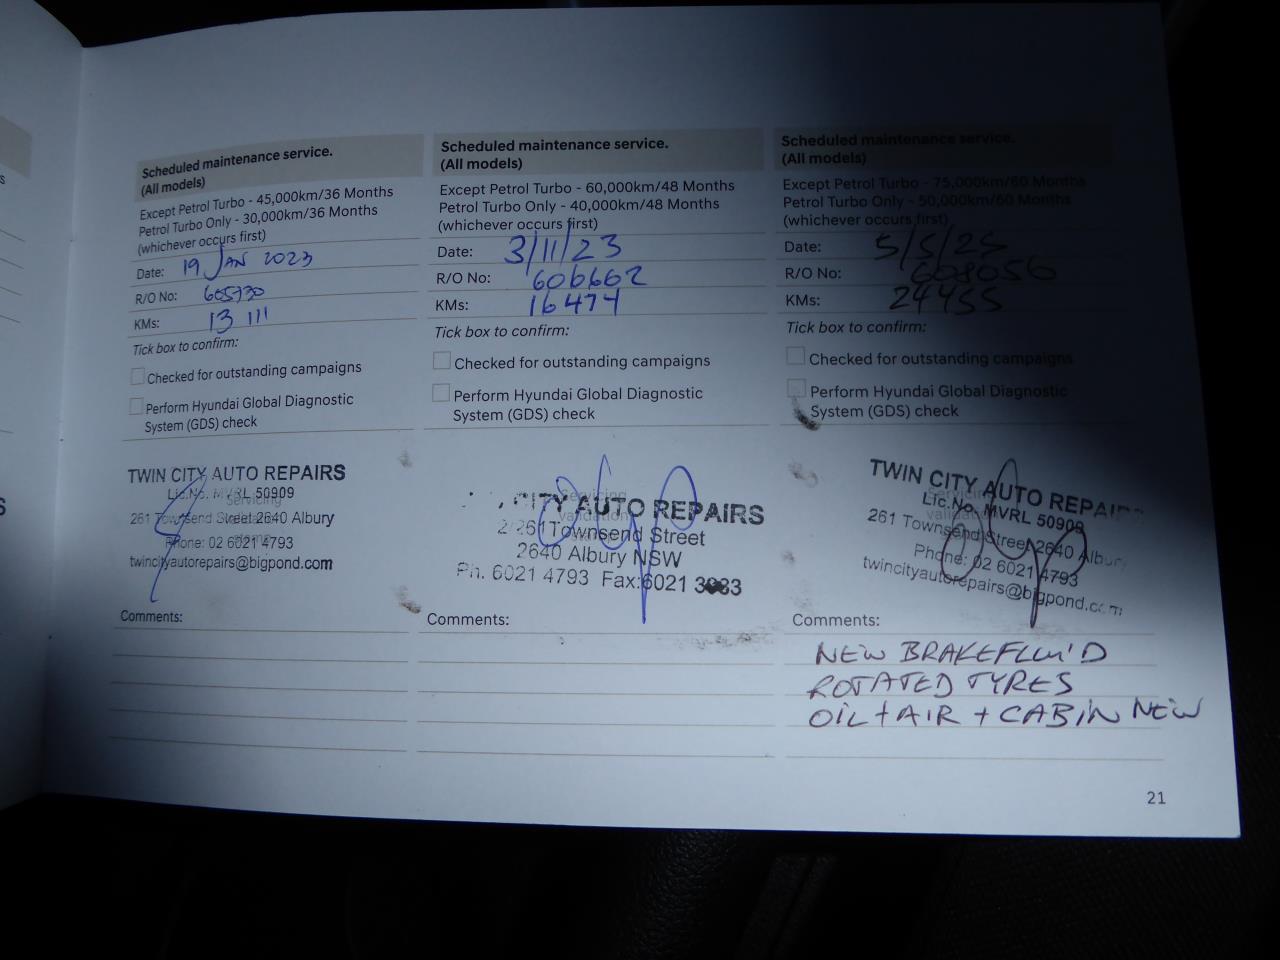 Scheduled maintenance service.
(All models)
Except Petrol Turbo - 45,000km/36 Months
Petrol Turbo Only - 30,000km/36 Months
(whichever occurs first)
Date: 19 JAN 2023
R/O No: 605730
KMs: 13 111
Tick box to confirm:
Checked for outstanding campaigns
Perform Hyundai Global Diagnostic
System (GDS) check
TWIN CITY AUTO REPAIRS
Lic.No. MVRL 50909
261 Townsend Street 2640 Albury
Phone: 02 6021 4793
twincityautorepairs@bigpond.com
Comments:
Scheduled maintenance service.
(All models)
Except Petrol Turbo - 60,000km/48 Months
Petrol Turbo Only - 40,000km/48 Months
(whichever occurs first)
Date: 3/11/23
R/O No: 606662
KMs: 16474
Tick box to confirm:
Checked for outstanding campaigns
Perform Hyundai Global Diagnostic
System (GDS) check
CITY AUTO REPAIRS
2/261 Townsend Street
2640 Albury NSW
Ph. 6021 4793 Fax:6021
Comments:
Scheduled maintenance service.
(All models)
Except Petrol Turbo - 75,000km/60 Months
Petrol Turbo Only - 50,000km/60 Months
(whichever occurs first)
Date: 5/5/25
R/O No: 608056
KMs: 24455
Tick box to confirm:
Checked for outstanding campaigns
Perform Hyundai Global Diagnostic
System (GDS) check
TWIN CITY AUTO REPAIRS
Lic.No. MVRL 50909
261 Townsend Street 2640 Albury
Phone: 02 6021 4793
twincityautorepairs@bigpond.com
Comments:
NEW BRAKEFLUID
ROTATED TYRES
OIL + AIR + CABIN NEW
21